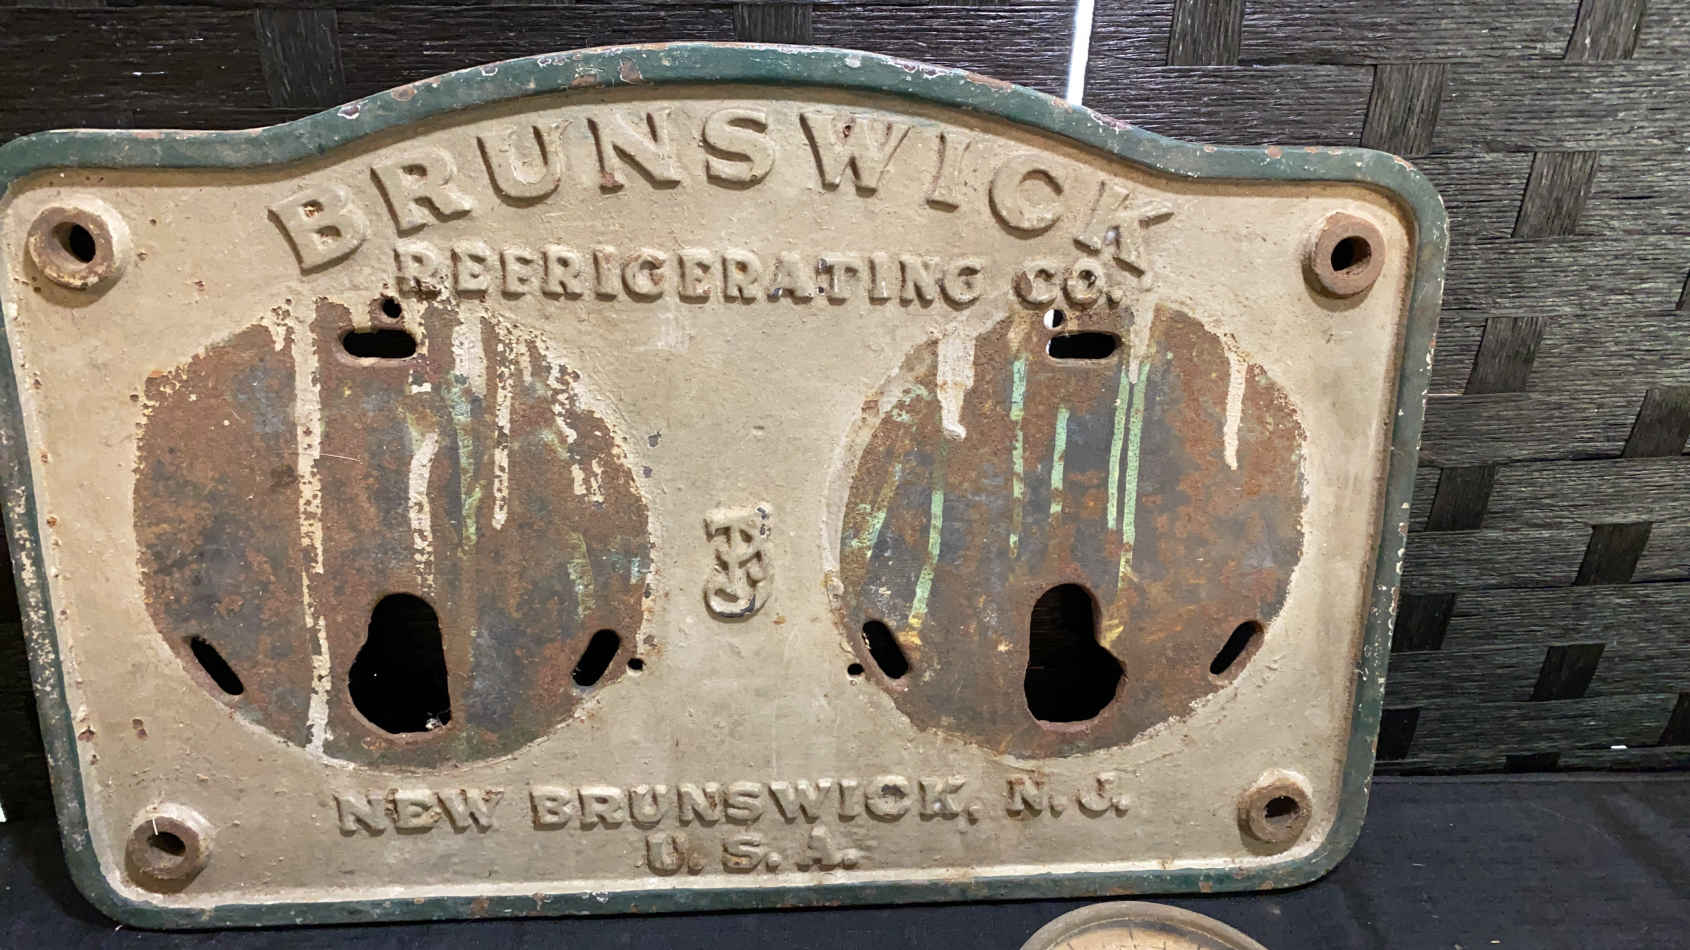 BRUNSWICK
REFRIGERATING CO.
NEW BRUNSWICK, N.J.
U.S.A.